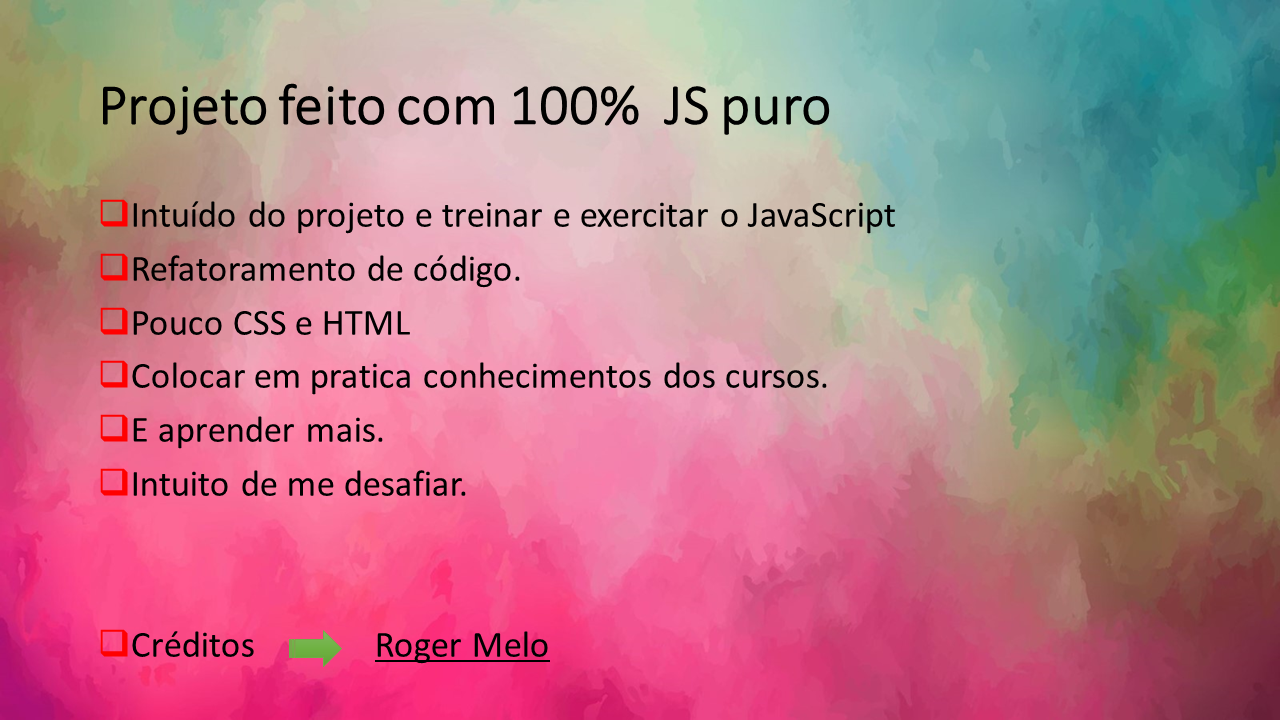 Projeto feito com 100% JS puro
Intuído do projeto e treinar e exercitar o JavaScript
Refatoramento de código.
Pouco CSS e HTML
Colocar em pratica conhecimentos dos cursos.
E aprender mais.
Intuito de me desafiar.
Créditos Roger Melo